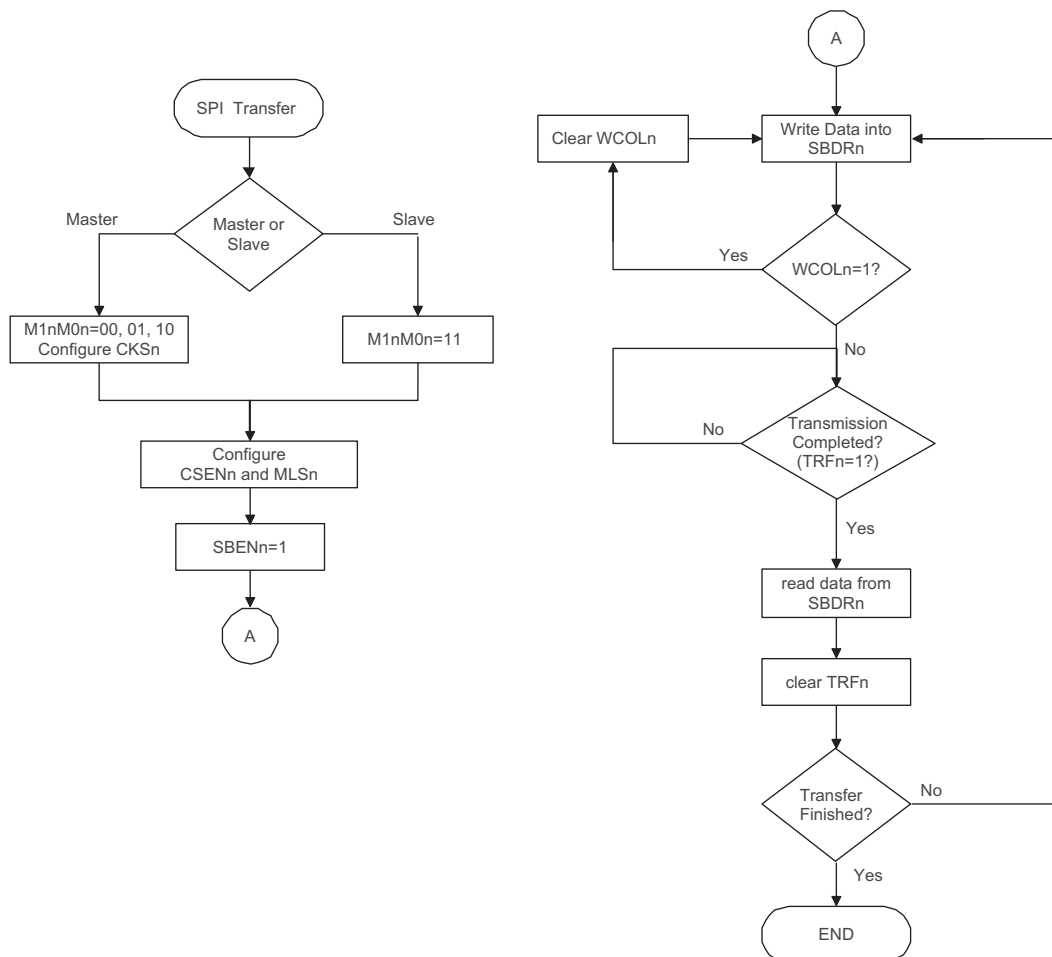 SPI Transfer
Master
Master or
Slave
Slave
M1nM0n=00, 01, 10
Configure CKSn
M1nM0n=11
Configure
CSENn and MLSn
SBENn=1
A
A
Clear WCOLn
Write Data into
SBDRn
Yes
WCOLn=1?
No
No
Transmission
Completed?
(TRFn=1?)
Yes
read data from
SBDRn
clear TRFn
Transfer
Finished?
No
Yes
END